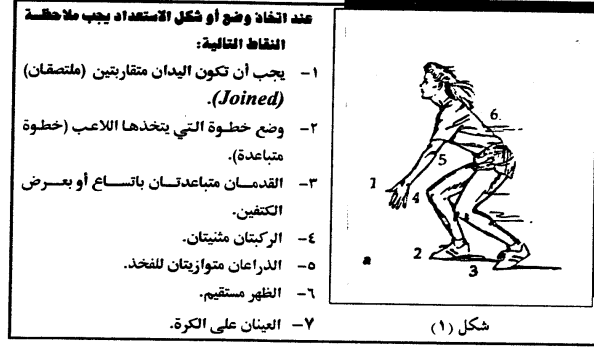 عند اتخاذ وضع أو شكل الاستعداد يجب ملاحظة
النقاط التالية:
١- يجب أن تكون اليدان متقاربتين (ملتصقان)
(Joined).
٢- وضع خطوة التي يتخذها اللاعب (خطوة
متباعدة).
٣- القدمان متباعدتان باتساع أو بعرض
الكتفين.
٤- الركبتان مثنيتان.
٥- الذراعان متوازيتان للفخذ.
٦- الظهر مستقيم.
٧- العينان على الكرة.
6
5
1
4
2
3
a
شكل (١)